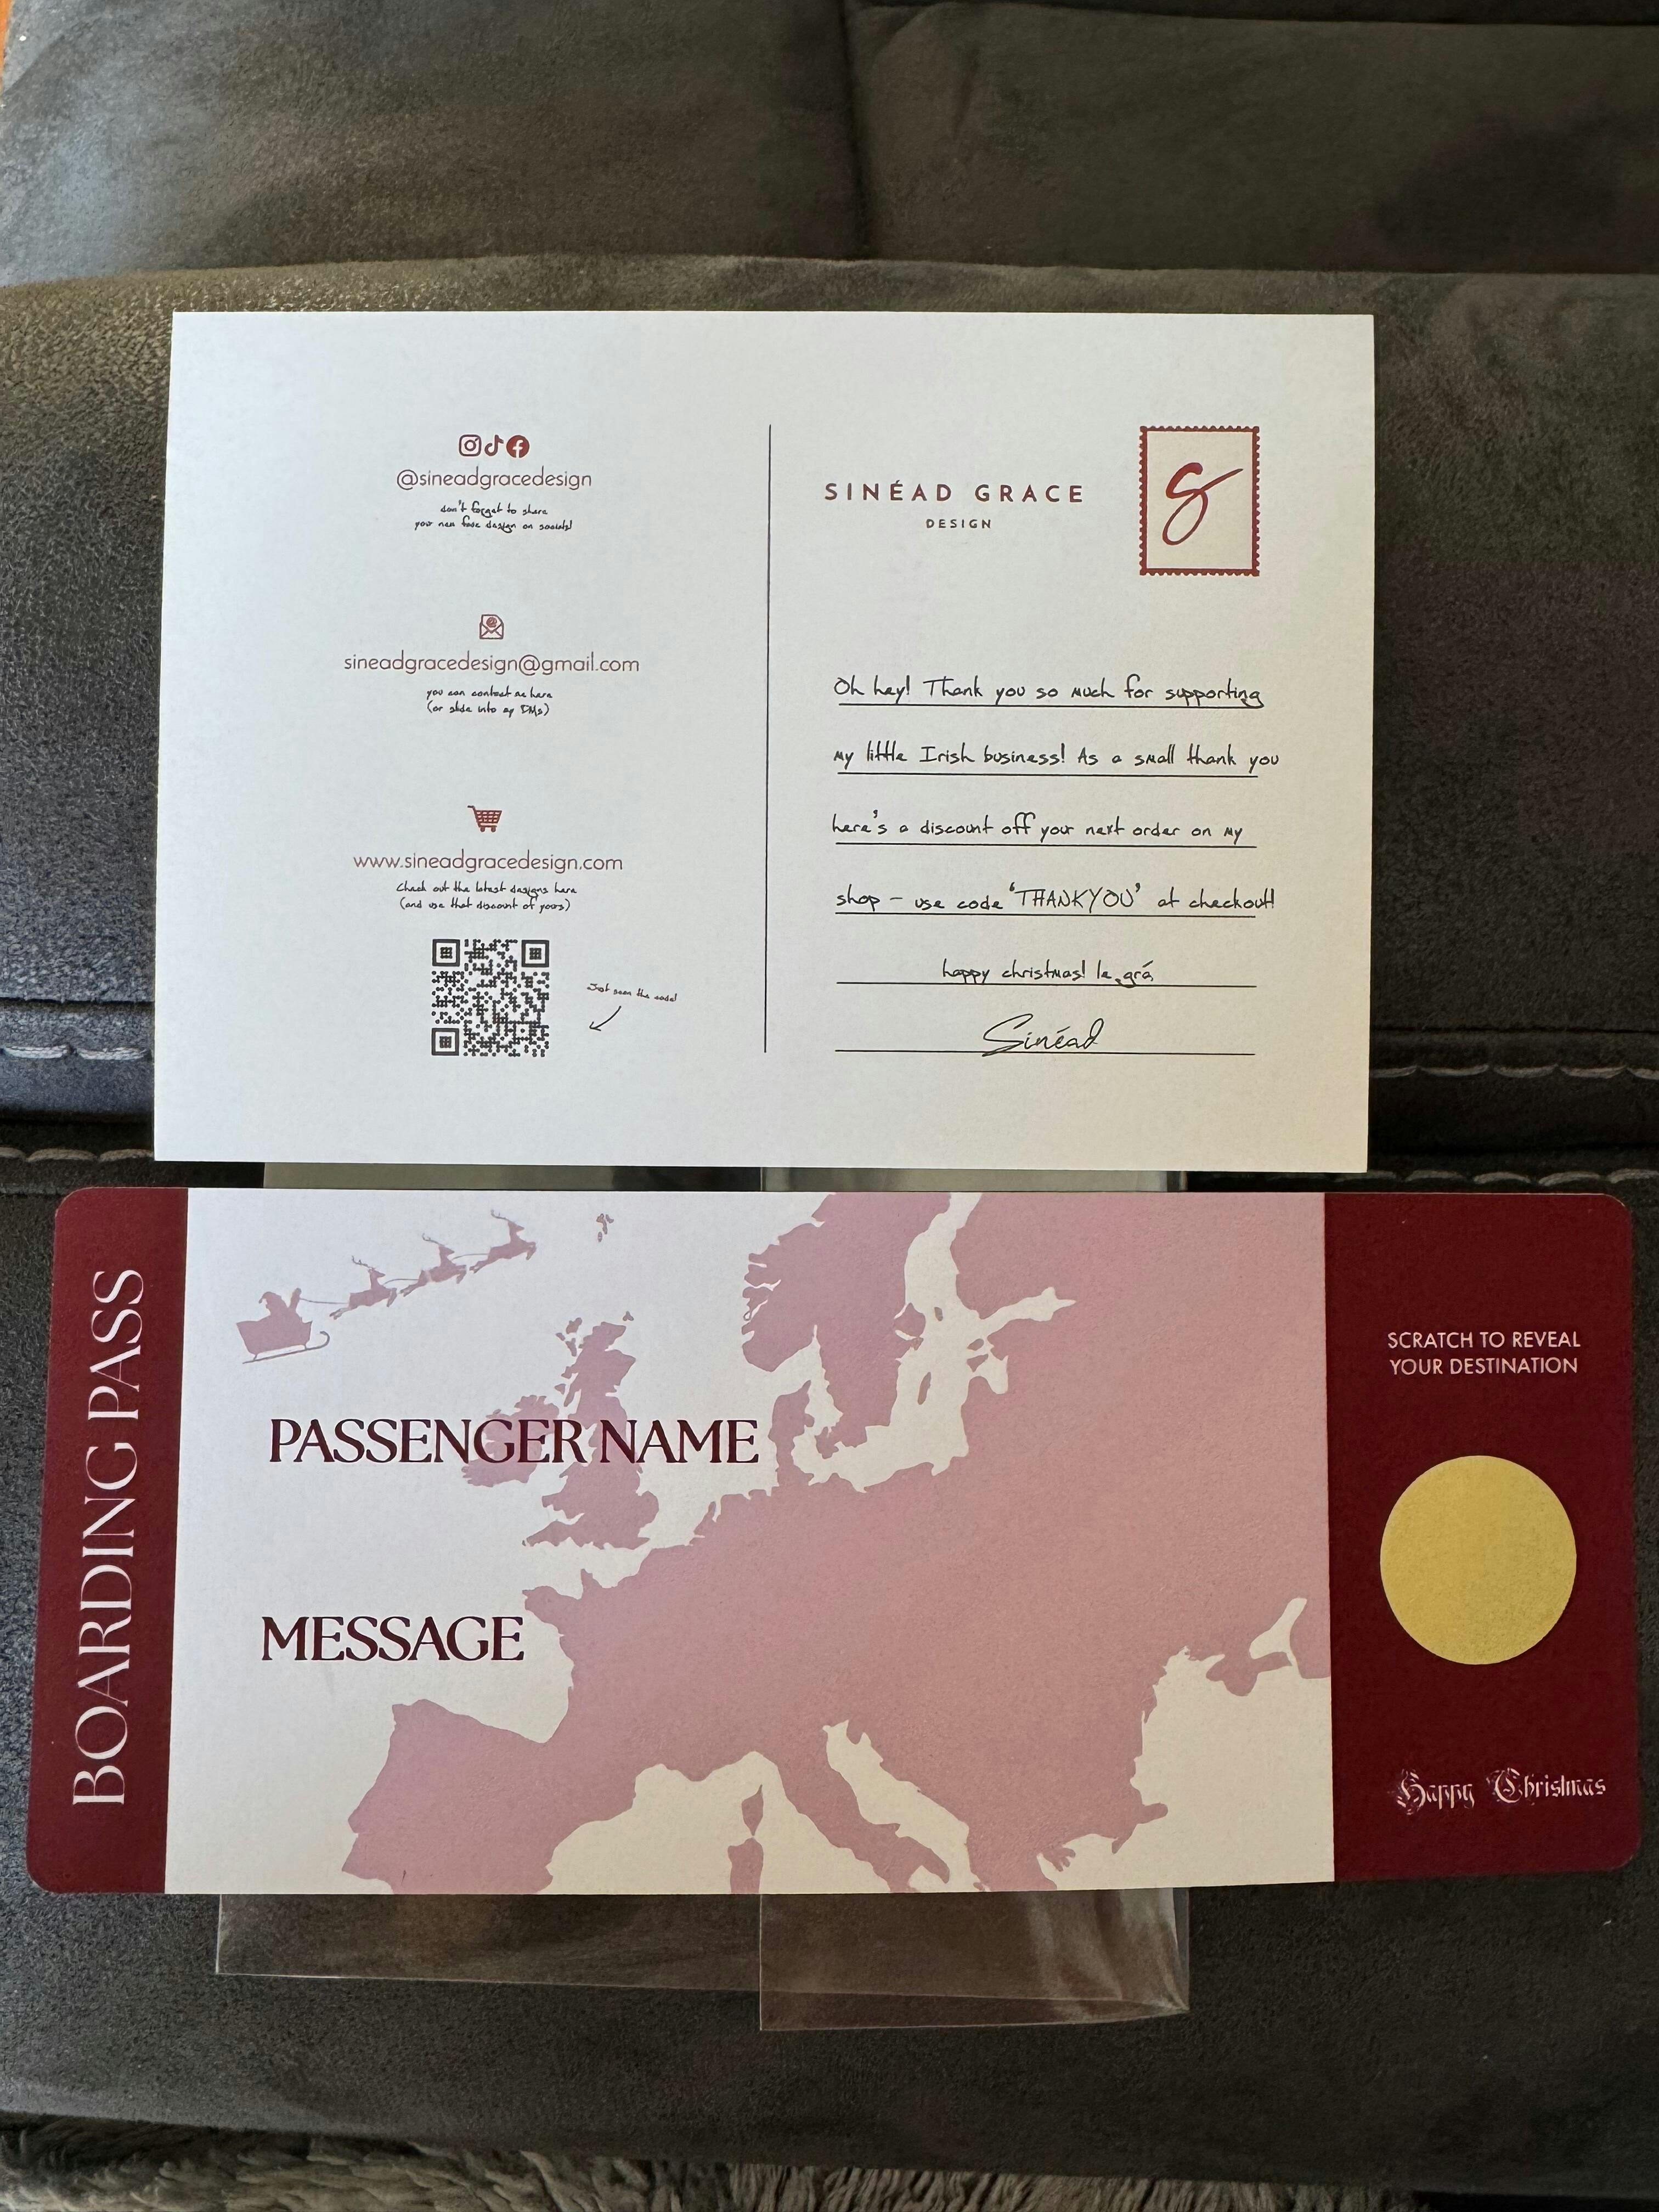 @sineadgracedesign
don't forget to share
your new fave design on socials!
sineadgracedesign@gmail.com
you can contact me here
(or slide into my DMs)
www.sineadgracedesign.com
Check out the latest designs here
(and use that discount of yours)
Just scan the code!
SINÉAD GRACE
DESIGN
S
Oh hey! Thank you so much for supporting
my little Irish business! As a small thank you
here's a discount off your next order on my
shop - use code 'THANKYOU' at checkout!
happy christmas! le grá
Sinéad
BOARDING PASS
PASSENGER NAME
MESSAGE
SCRATCH TO REVEAL
YOUR DESTINATION
Happy Christmas